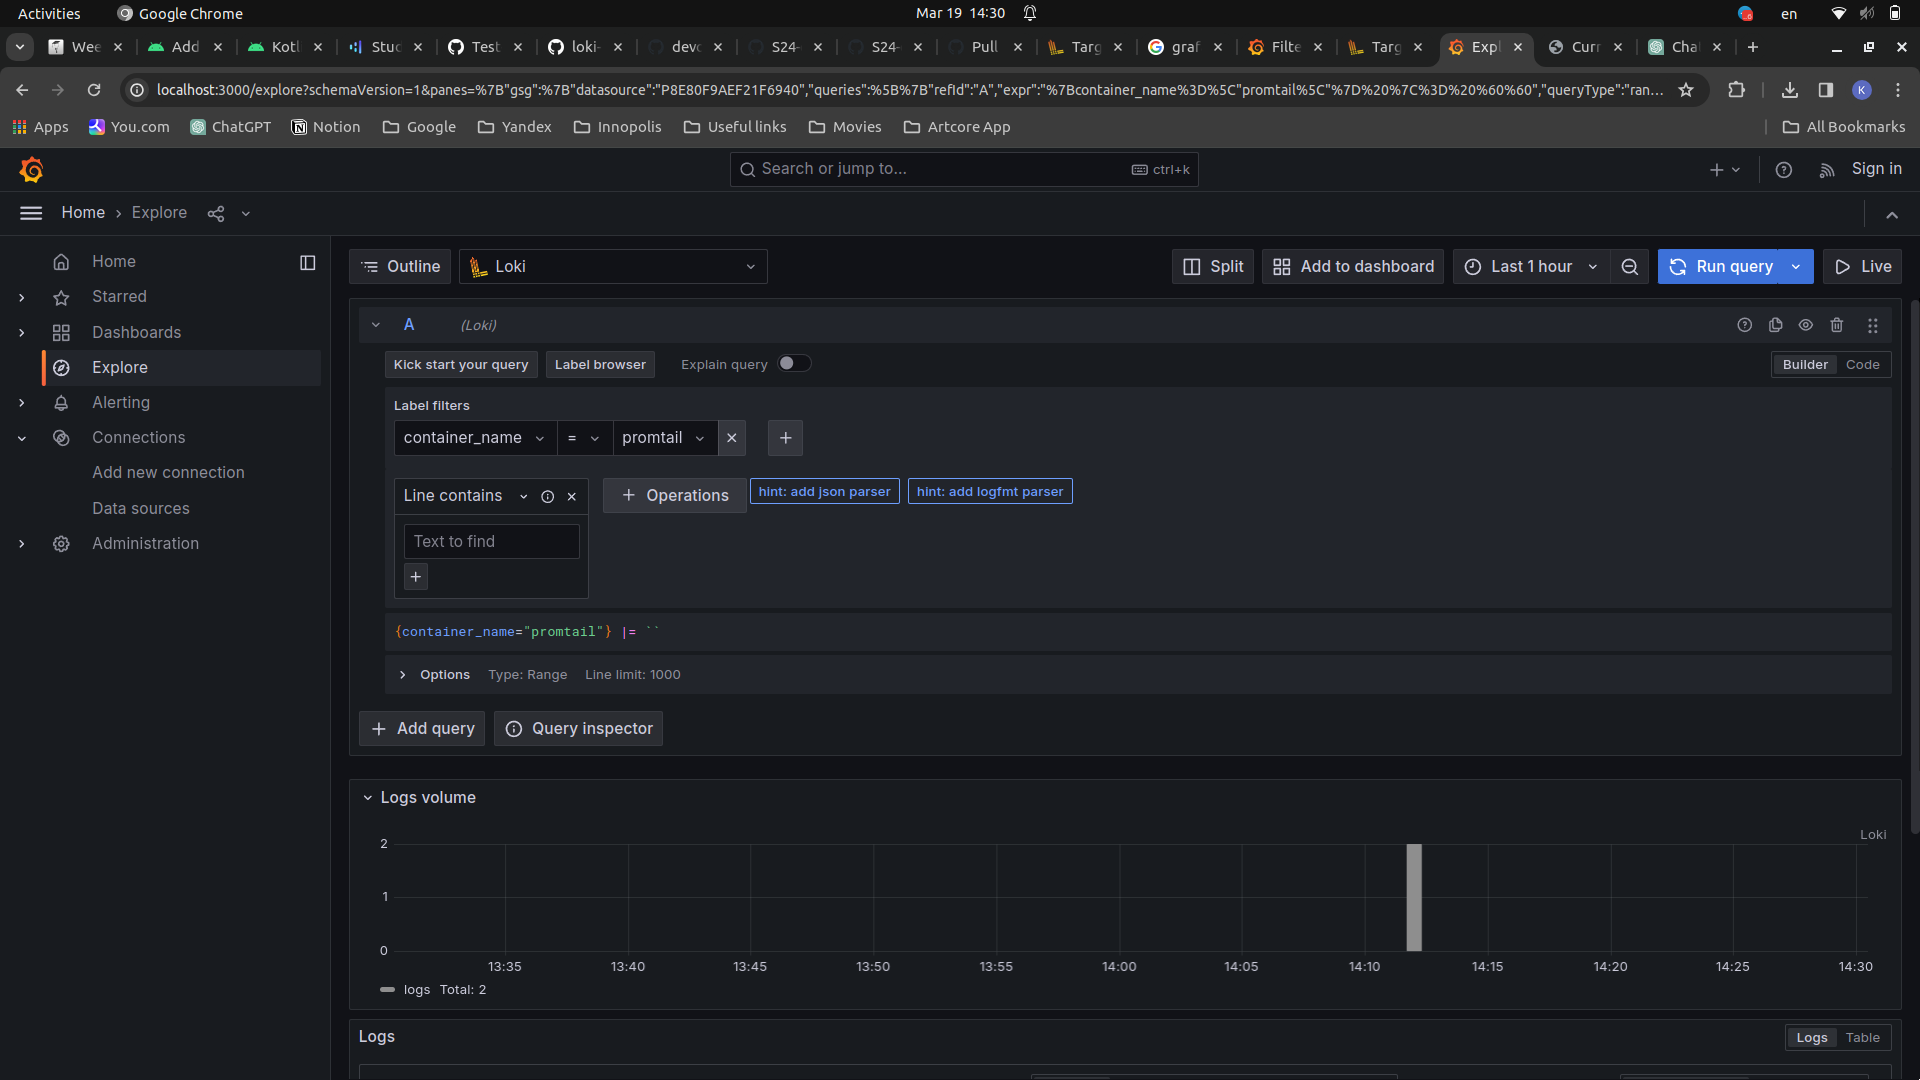 Activities
Google Chrome
Mar 19 14:30
en
Wee
Add
Kotl
Stud
Test
loki-
devo
S24-
S24-
Pull
Targ
graf
Filte
Targ
Expl
Curr
Cha
localhost:3000/explore?schemaVersion=1&panes=%7B"gsg":%7B"datasource":"P8E80F9AEF21F6940","queries":%5B%7B"refId":"A","expr":"%7Bcontainer_name%3D%5C"promtail%5C"%7D%20%7C%3D%20%60%60","queryType":"ran...
K
Apps
You.com
ChatGPT
Notion
Google
Yandex
Innopolis
Useful links
Movies
Artcore App
All Bookmarks
Search or jump to...
ctrl+k
Sign in
Home › Explore
Home
Starred
Dashboards
Explore
Alerting
Connections
Add new connection
Data sources
Administration
Outline
Loki
Split
Add to dashboard
Last 1 hour
Run query
Live
A
(Loki)
Kick start your query
Label browser
Explain query
Builder
Code
Label filters
container_name
=
promtail
Line contains
Operations
hint: add json parser
hint: add logfmt parser
Text to find
{container_name="promtail"} |= ``
Options
Type: Range
Line limit: 1000
Add query
Query inspector
Logs volume
Loki
2
1
0
13:35
13:40
13:45
13:50
13:55
14:00
14:05
14:10
14:15
14:20
14:25
14:30
logs Total: 2
Logs
Logs
Table